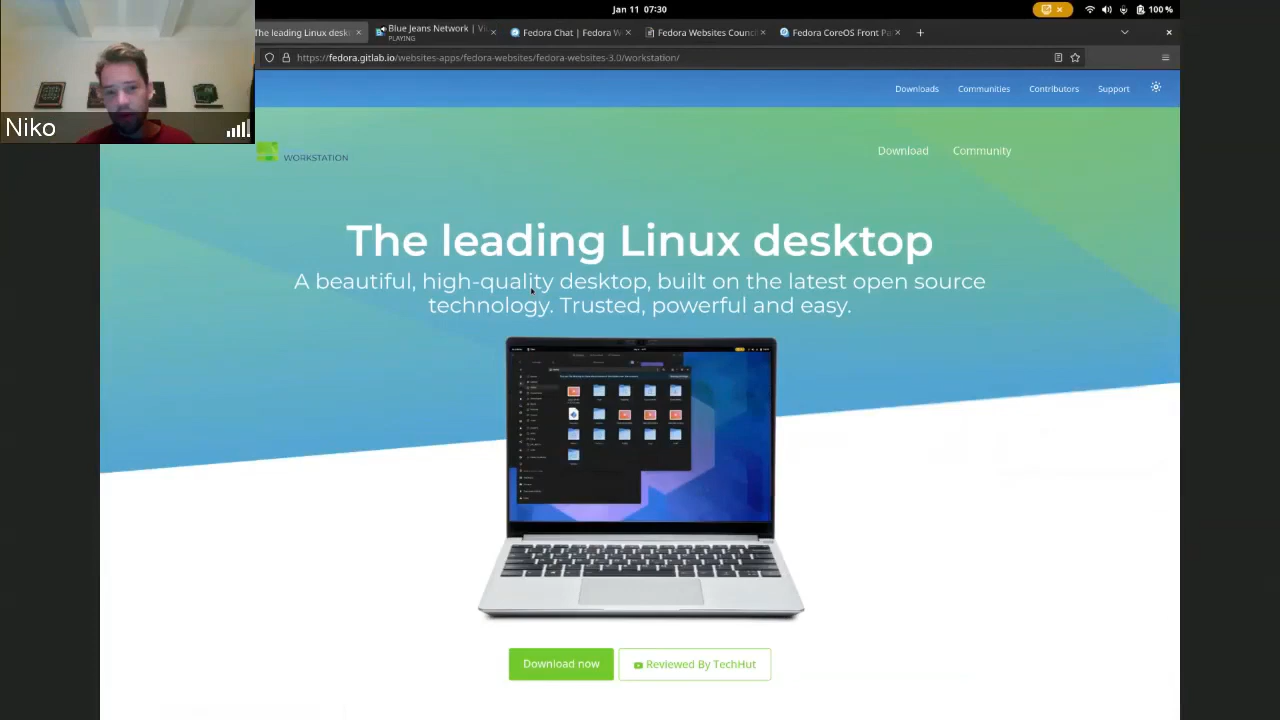 Jan 11 07:30
100 %
Niko
The leading Linux desk
Blue Jeans Network | Vi
PLAYING
Fedora Chat | Fedora W
Fedora Websites Counci
Fedora CoreOS Front Pa
https://fedora.gitlab.io/websites-apps/fedora-websites/fedora-websites-3.0/workstation/
Downloads
Communities
Contributors
Support
WORKSTATION
Download
Community
The leading Linux desktop
A beautiful, high-quality desktop, built on the latest open source
technology. Trusted, powerful and easy.
Download now
Reviewed By TechHut